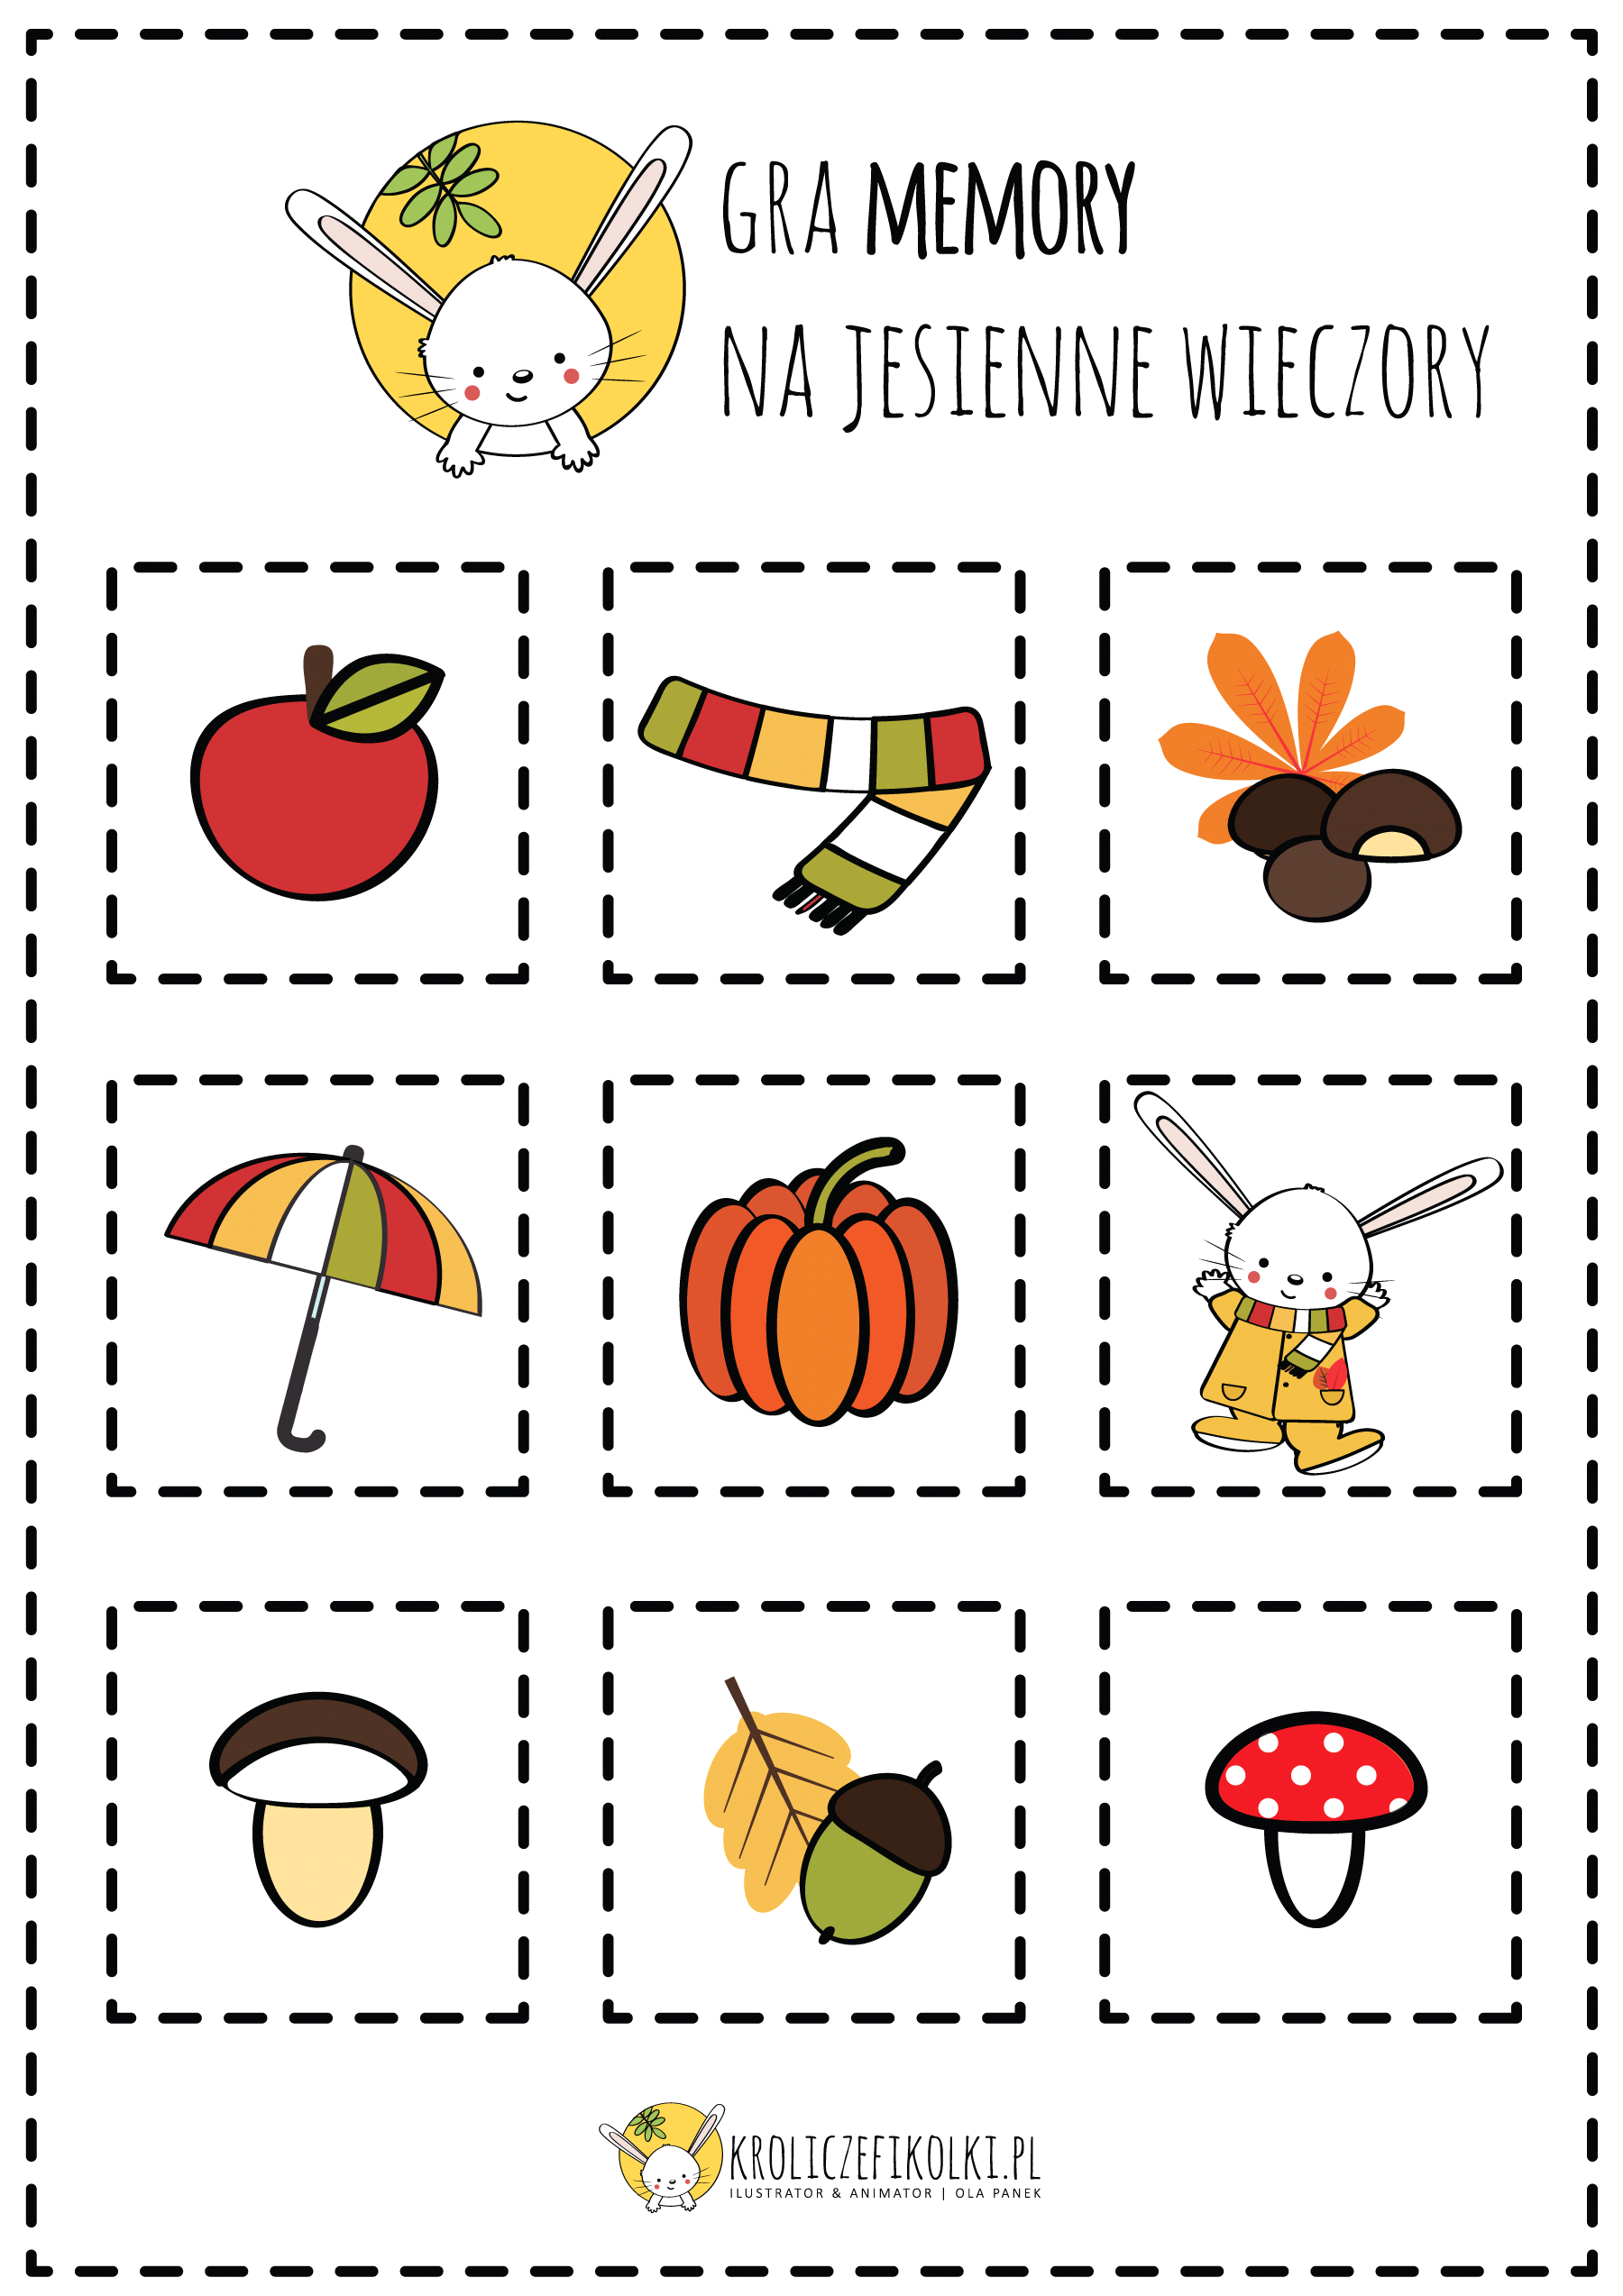 GRA MEMORY
NA JESIENNE WIECZORY
KROLICZEFIKOLKI.PL
ILUSTRATOR & ANIMATOR | OLA PANEK